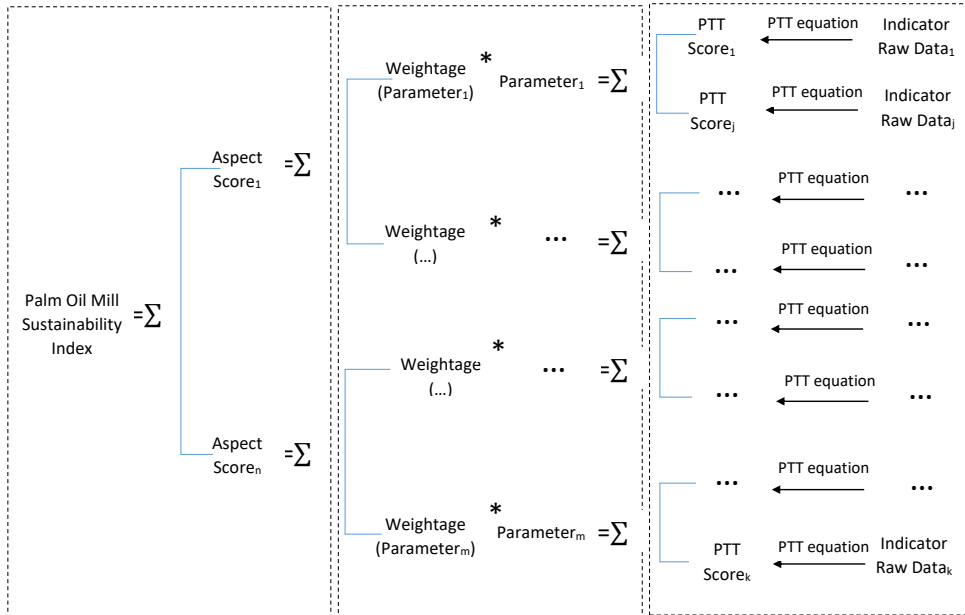 Palm Oil Mill
Sustainability
Index
=∑
Aspect
Score₁
=∑
Aspect
Scoreₙ
=∑
Weightage
(Parameter₁)
*
Parameter₁
=∑
Weightage
(...)
*
...
=∑
Weightage
(...)
*
...
=∑
Weightage
(Parameterₘ)
*
Parameterₘ
=∑
PTT
Score₁
PTT equation
Indicator
Raw Data₁
PTT
Scoreⱼ
PTT equation
Indicator
Raw Dataⱼ
...
PTT equation
...
...
PTT equation
...
...
PTT equation
...
...
PTT equation
...
...
PTT equation
...
PTT
Scoreₖ
PTT equation
Indicator
Raw Dataₖ